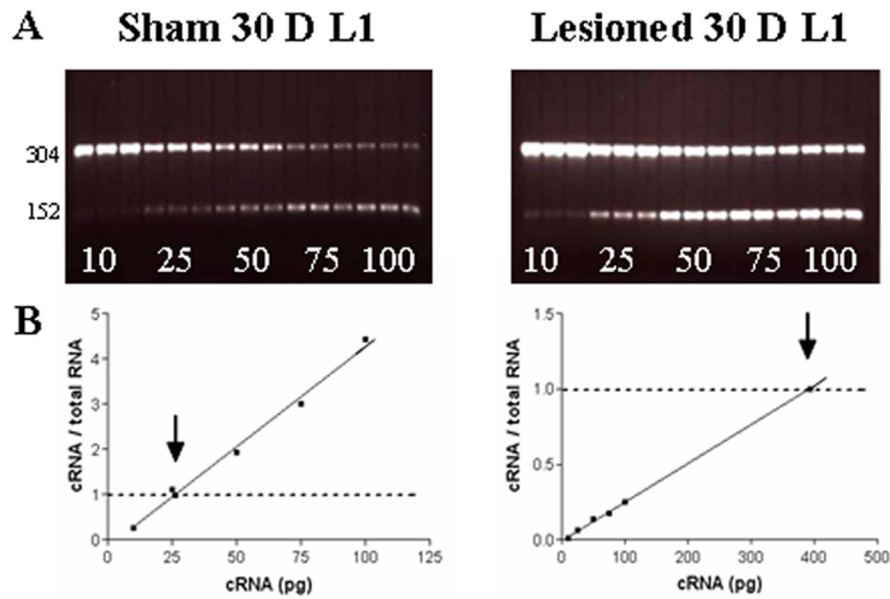 A
Sham 30 D L1
Lesioned 30 D L1
304
152
10 25 50 75 100
10 25 50 75 100
B
cRNA / total RNA
5
4
3
2
1
0
0 25 50 75 100 125
cRNA (pg)
cRNA / total RNA
1.5
1.0
0.5
0.0
0 100 200 300 400 500
cRNA (pg)